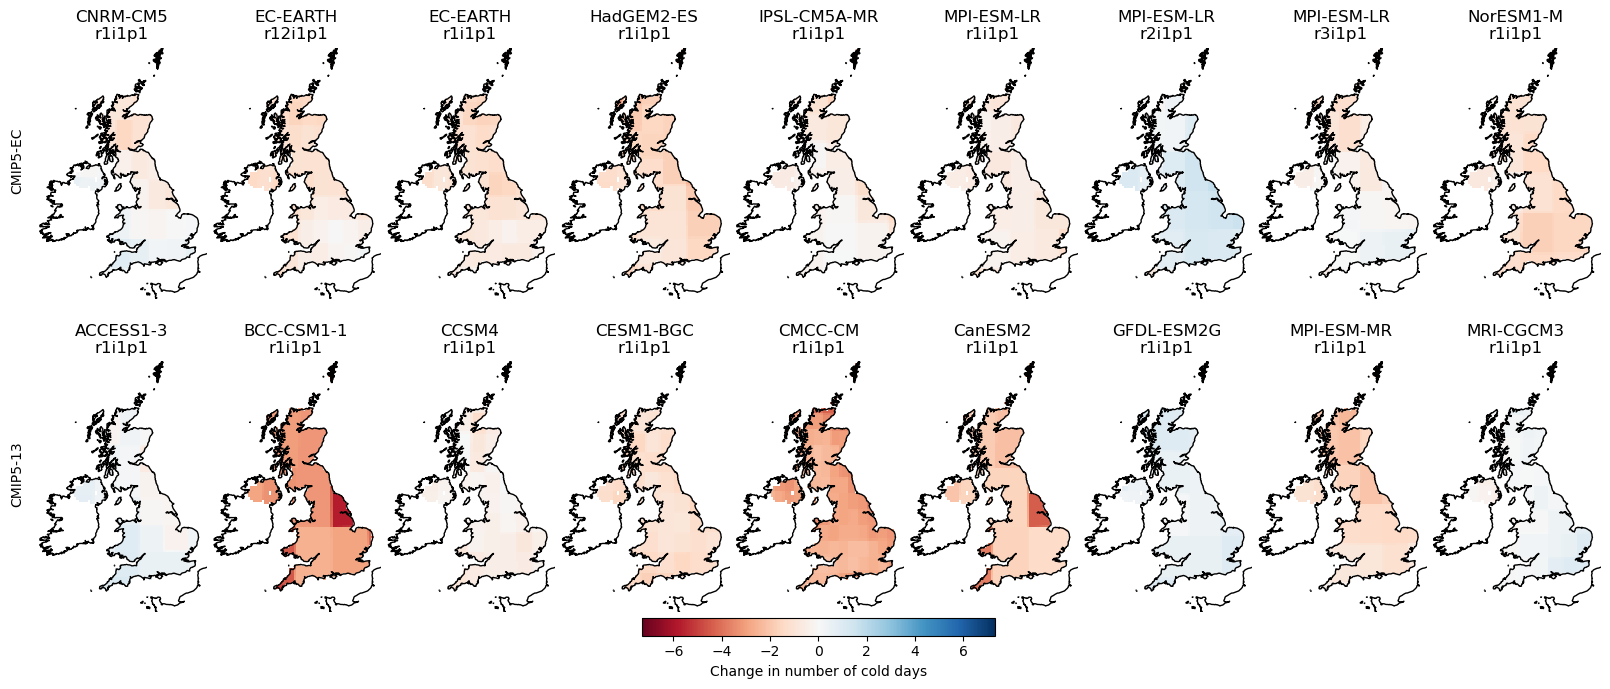 CNRM-CM5 EC-EARTH EC-EARTH HadGEM2-ES IPSL-CM5A-MR MPI-ESM-LR MPI-ESM-LR MPI-ESM-LR NorESM1-M
r1i1p1 r12i1p1 r1i1p1 r1i1p1 r1i1p1 r1i1p1 r2i1p1 r3i1p1 r1i1p1
CMIP5-EC
ACCESS1-3 BCC-CSM1-1 CCSM4 CESM1-BGC CMCC-CM CanESM2 GFDL-ESM2G MPI-ESM-MR MRI-CGCM3
r1i1p1 r1i1p1 r1i1p1 r1i1p1 r1i1p1 r1i1p1 r1i1p1 r1i1p1 r1i1p1
CMIP5-13
−6 −4 −2 0 2 4 6
Change in number of cold days